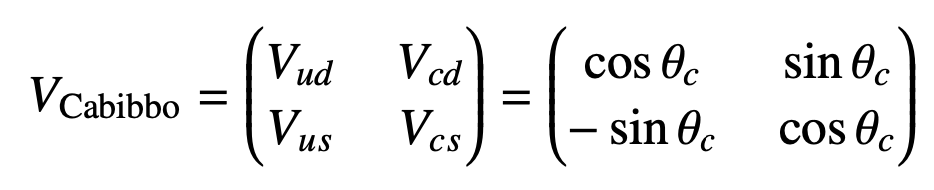 V_Cabibbo = ( V_ud V_cd ; V_us V_cs ) = ( cos θ_c sin θ_c ; − sin θ_c cos θ_c )